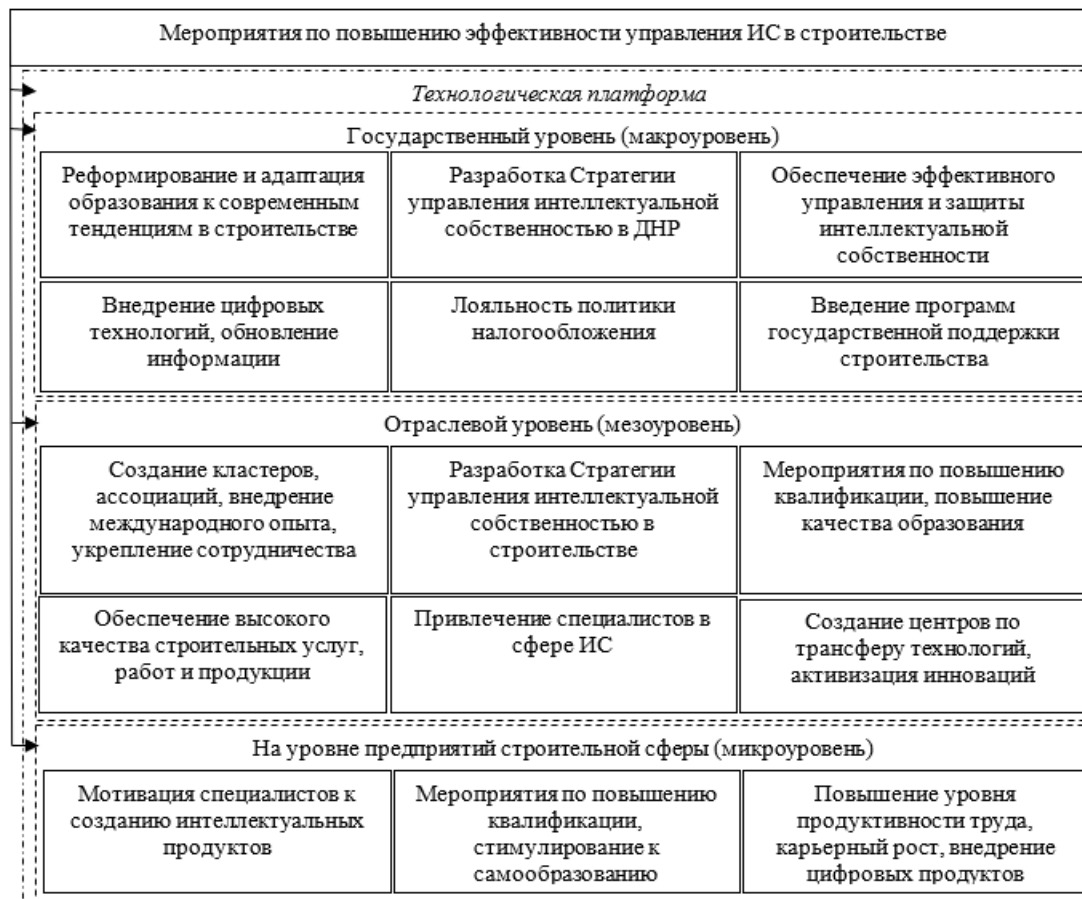 Мероприятия по повышению эффективности управления ИС в строительстве
Технологическая платформа
Государственный уровень (макроуровень)
Реформирование и адаптация
образования к современным
тенденциям в строительстве
Разработка Стратегии
управления интеллектуальной
собственностью в ДНР
Обеспечение эффективного
управления и защиты
интеллектуальной
собственности
Внедрение цифровых
технологий, обновление
информации
Лояльность политики
налогообложения
Введение программ
государственной поддержки
строительства
Отраслевой уровень (мезоуровень)
Создание кластеров,
ассоциаций, внедрение
международного опыта,
укрепление сотрудничества
Разработка Стратегии
управления интеллектуальной
собственностью в
строительстве
Мероприятия по повышению
квалификации, повышение
качества образования
Обеспечение высокого
качества строительных услуг,
работ и продукции
Привлечение специалистов в
сфере ИС
Создание центров по
трансферу технологий,
активизация инноваций
На уровне предприятий строительной сферы (микроуровень)
Мотивация специалистов к
созданию интеллектуальных
продуктов
Мероприятия по повышению
квалификации,
стимулирование к
самообразованию
Повышение уровня
продуктивности труда,
карьерный рост, внедрение
цифровых продуктов